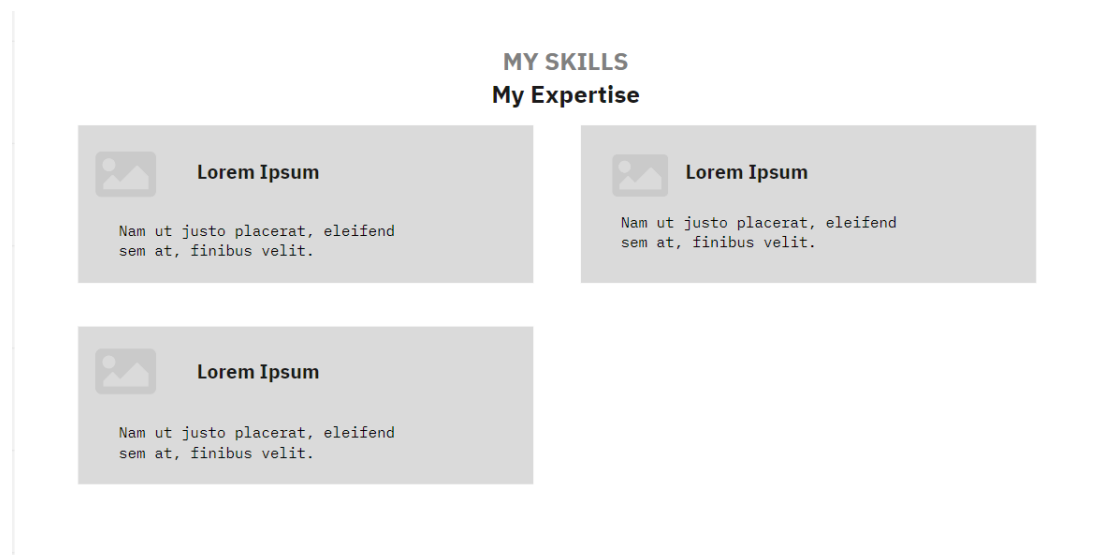 MY SKILLS
My Expertise
Lorem Ipsum
Nam ut justo placerat, eleifend
sem at, finibus velit.
Lorem Ipsum
Nam ut justo placerat, eleifend
sem at, finibus velit.
Lorem Ipsum
Nam ut justo placerat, eleifend
sem at, finibus velit.